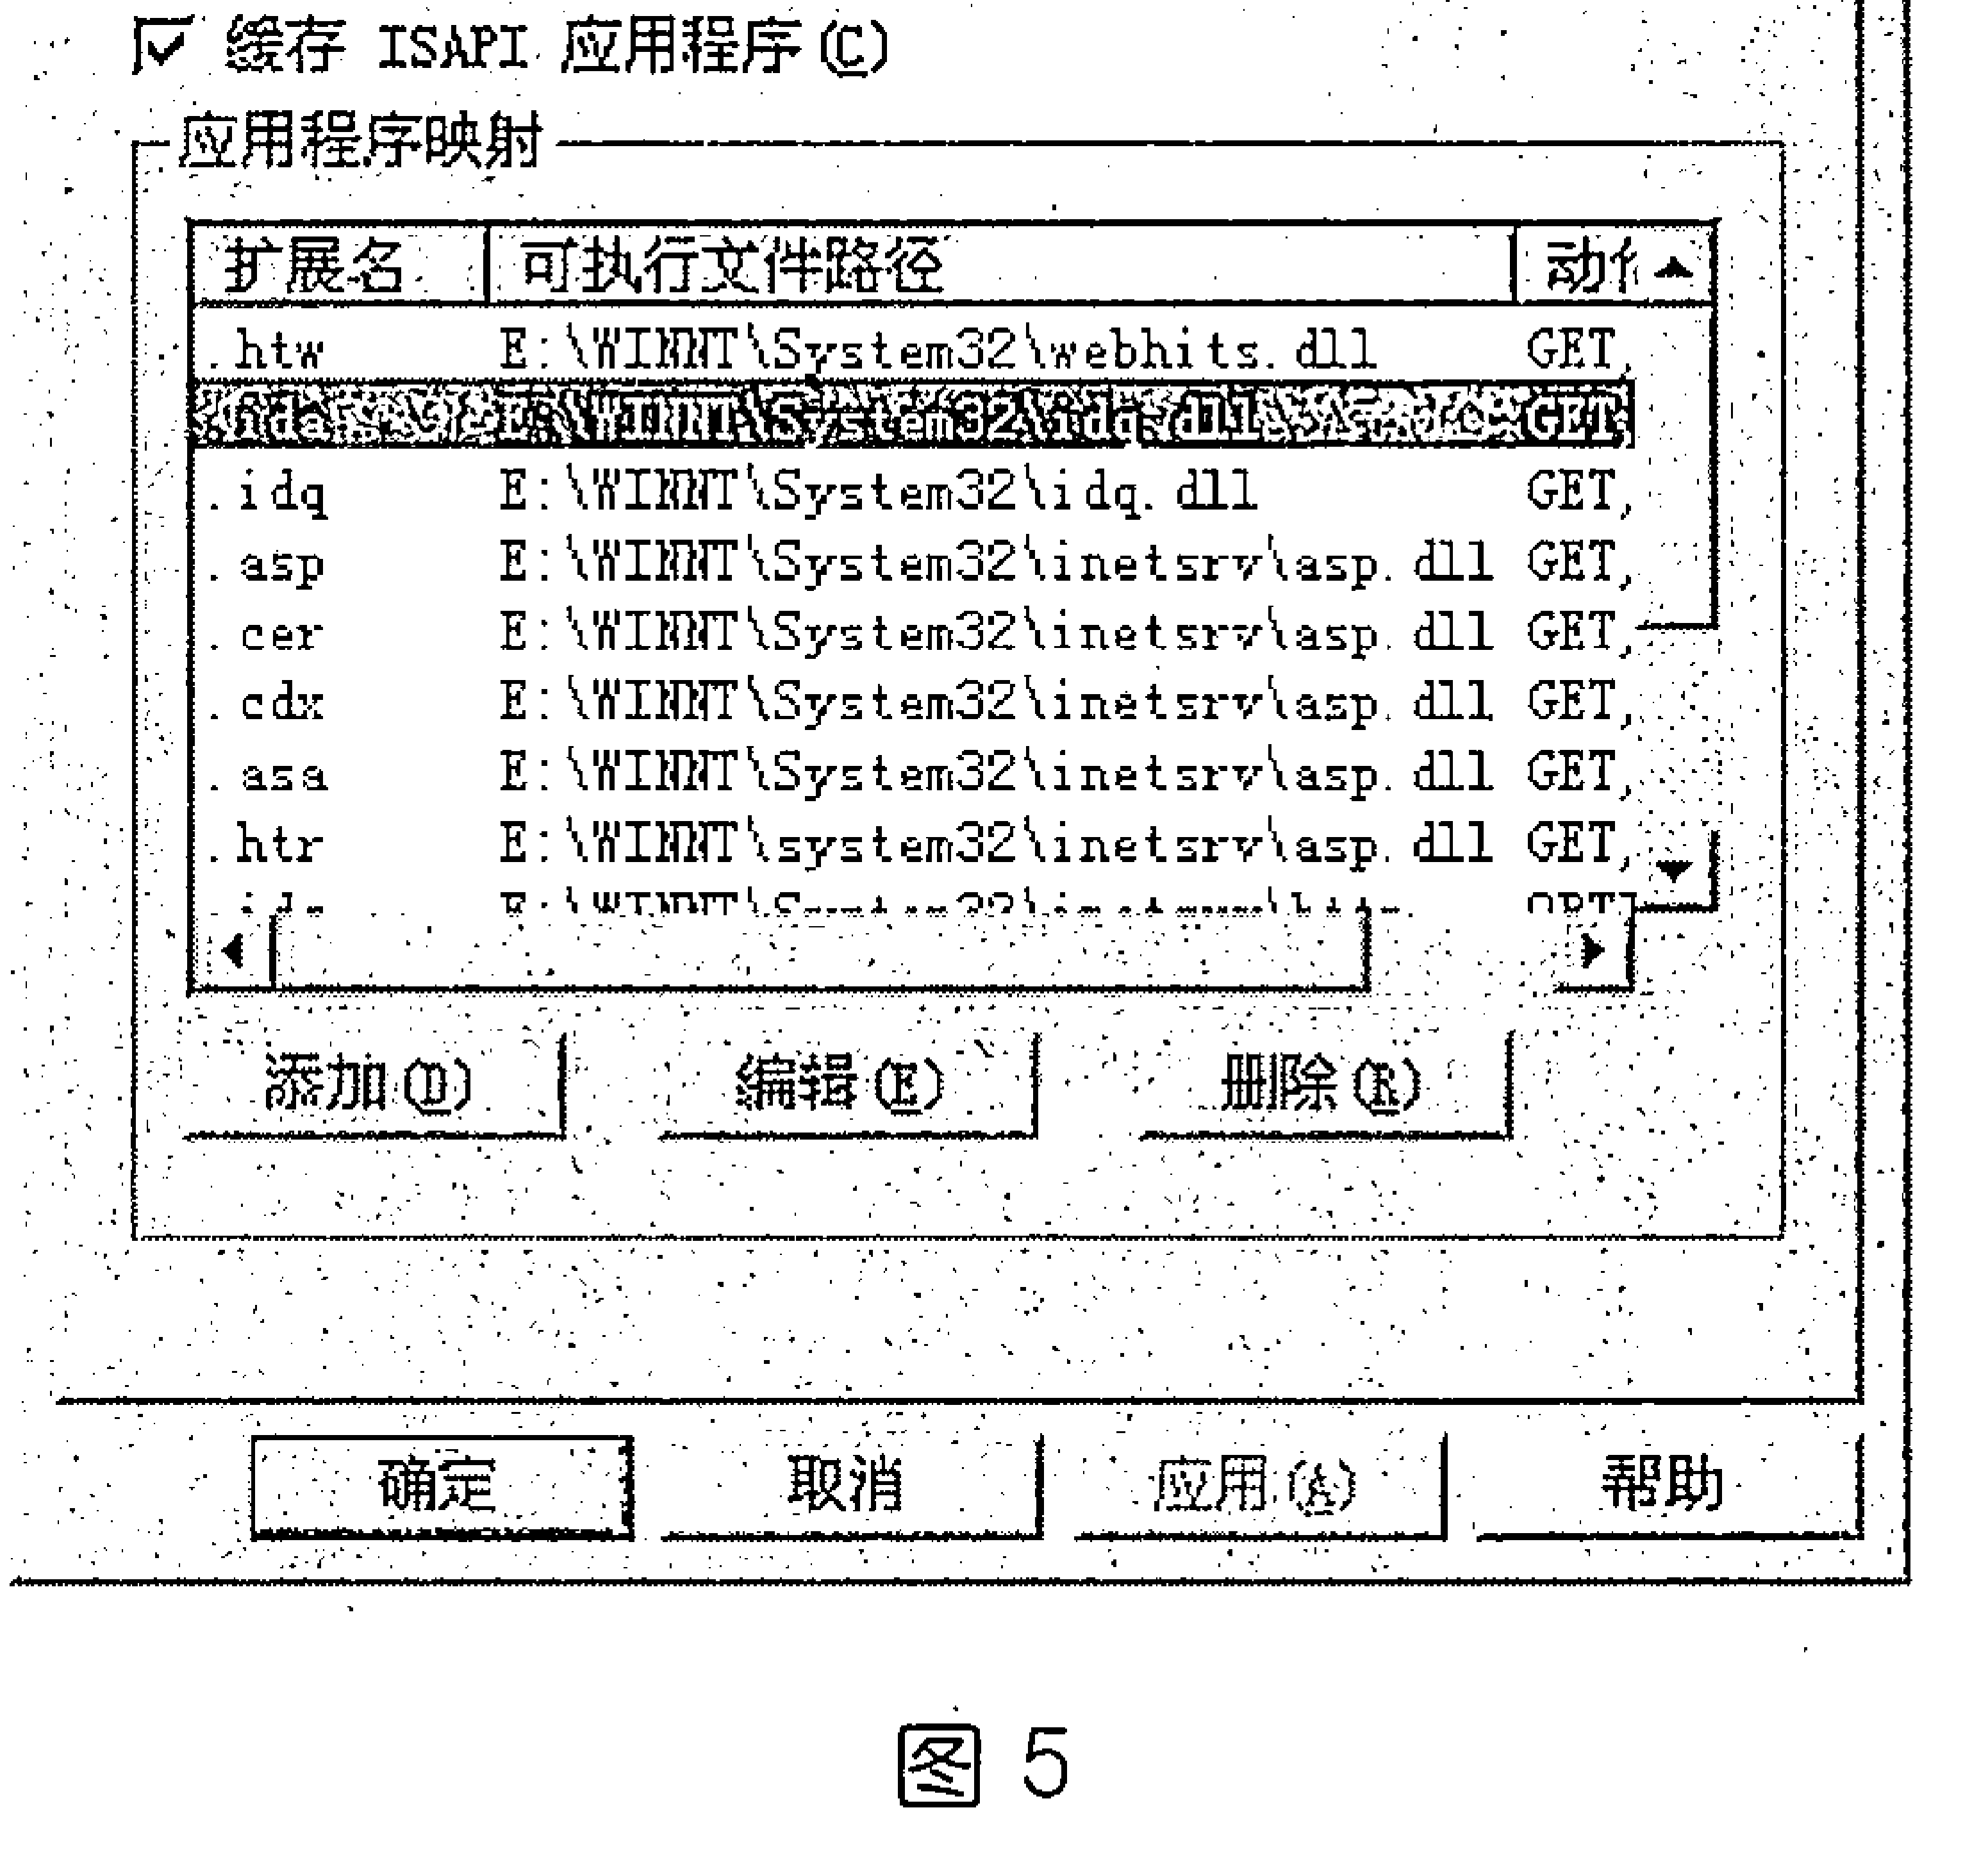 缓存 ISAPI 应用程序(C)
应用程序映射
扩展名 可执行文件路径
.htw E:\WINNT\System32\webhits.dll GET,
.ida E:\WINNT\System32\idq.dll GET,
.idq E:\WINNT\System32\idq.dll GET,
.asp E:\WINNT\System32\inetsrv\asp.dll GET,
.cer E:\WINNT\System32\inetsrv\asp.dll GET,
.cdx E:\WINNT\System32\inetsrv\asp.dll GET,
.asa E:\WINNT\System32\inetsrv\asp.dll GET,
.htr E:\WINNT\system32\inetsrv\asp.dll GET,
添加(D) 编辑(E) 删除(R)
确定 取消 应用(A) 帮助
图 5